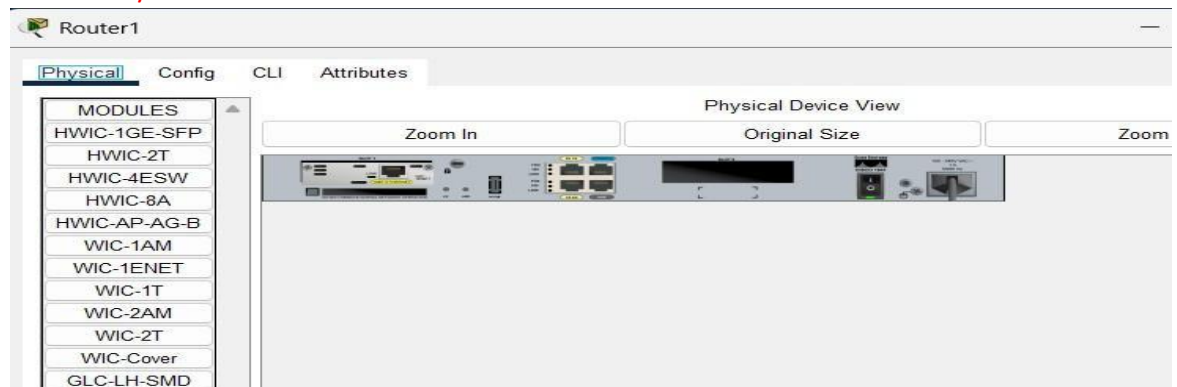 Router1
Physical Config CLI Attributes
MODULES
HWIC-1GE-SFP
HWIC-2T
HWIC-4ESW
HWIC-8A
HWIC-AP-AG-B
WIC-1AM
WIC-1ENET
WIC-1T
WIC-2AM
WIC-2T
WIC-Cover
GLC-LH-SMD
Physical Device View
Zoom In Original Size Zoom